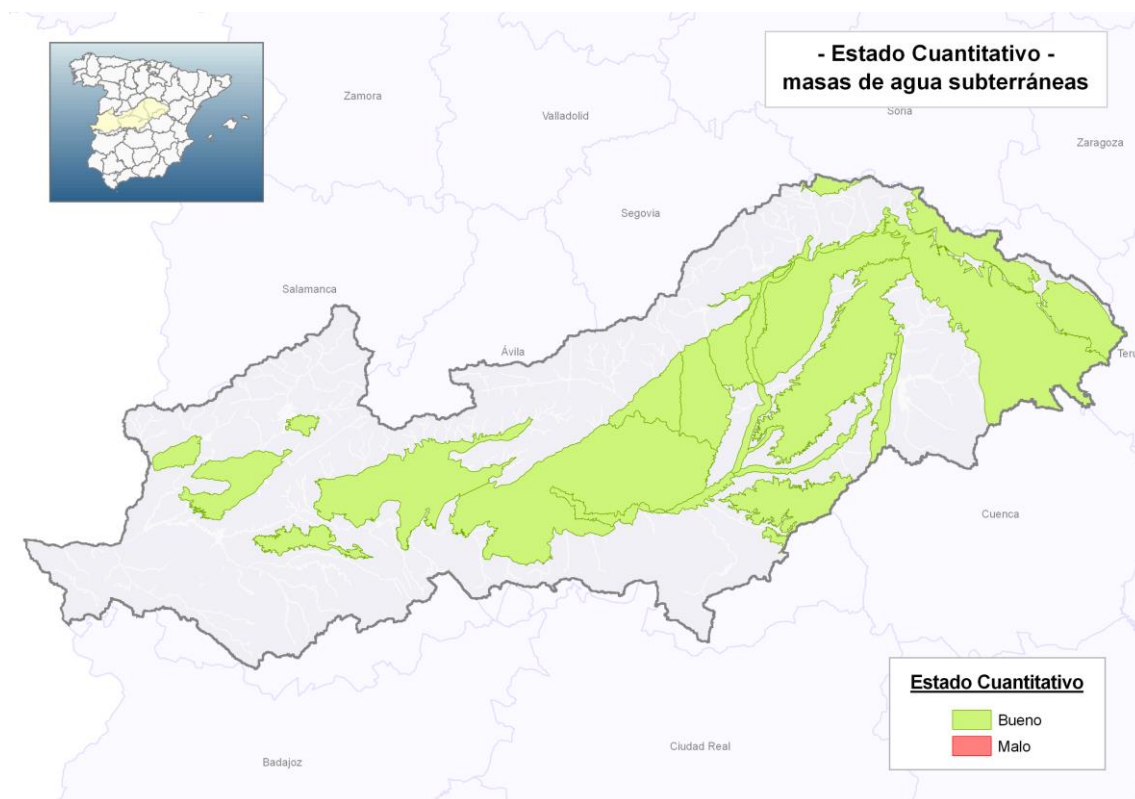 - Estado Cuantitativo -
masas de agua subterráneas
Zamora
Valladolid
Soria
Zaragoza
Segovia
Salamanca
Ávila
Teru
Cuenca
Estado Cuantitativo
Bueno
Malo
Ciudad Real
Badajoz